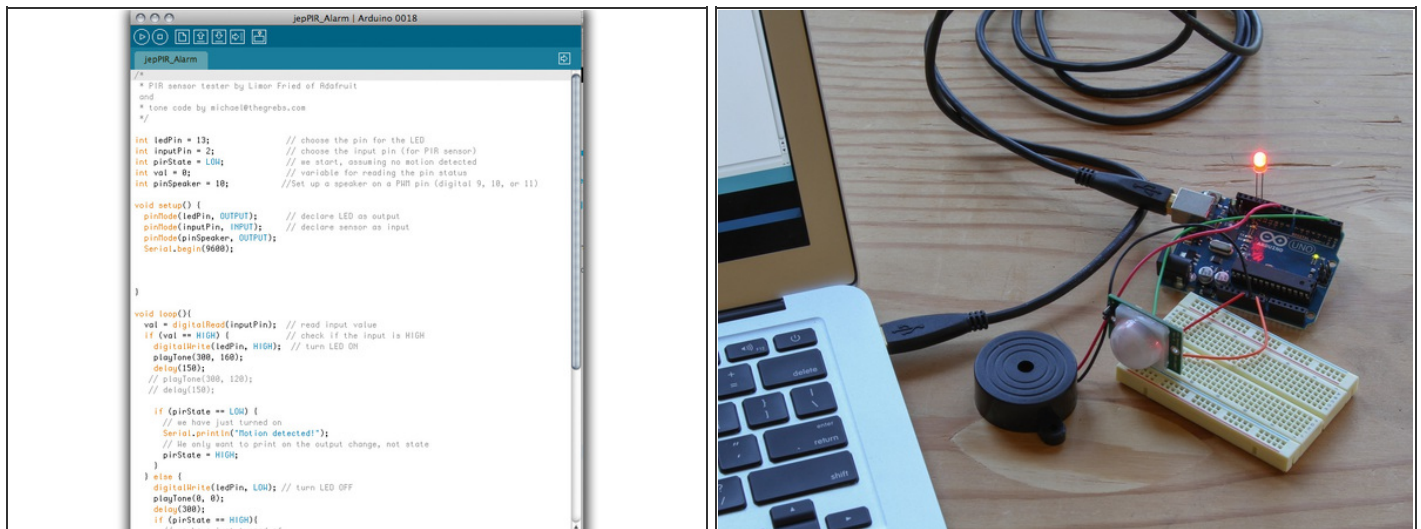 jepPIR_Alarm | Arduino 0018
jepPIR_Alarm
/*
* PIR sensor tester by Limor Fried of Adafruit
and
* tone code by michael@thegrebs.com
*/
int ledPin = 13; // choose the pin for the LED
int inputPin = 2; // choose the input pin (for PIR sensor)
int pirState = LOW; // we start, assuming no motion detected
int val = 0; // variable for reading the pin status
int pinSpeaker = 10; //Set up a speaker on a PWM pin (digital 9, 10, or 11)
void setup() {
pinMode(ledPin, OUTPUT); // declare LED as output
pinMode(inputPin, INPUT); // declare sensor as input
pinMode(pinSpeaker, OUTPUT);
Serial.begin(9600);
}
void loop(){
val = digitalRead(inputPin); // read input value
if (val == HIGH) { // check if the input is HIGH
digitalWrite(ledPin, HIGH); // turn LED ON
playTone(300, 160);
delay(150);
// playTone(300, 120);
// delay(150);
if (pirState == LOW) {
// we have just turned on
Serial.println("Motion detected!");
// We only want to print on the output change, not state
pirState = HIGH;
}
} else {
digitalWrite(ledPin, LOW); // turn LED OFF
playTone(0, 0);
delay(300);
if (pirState == HIGH){
UNO
delete
enter
return
shift